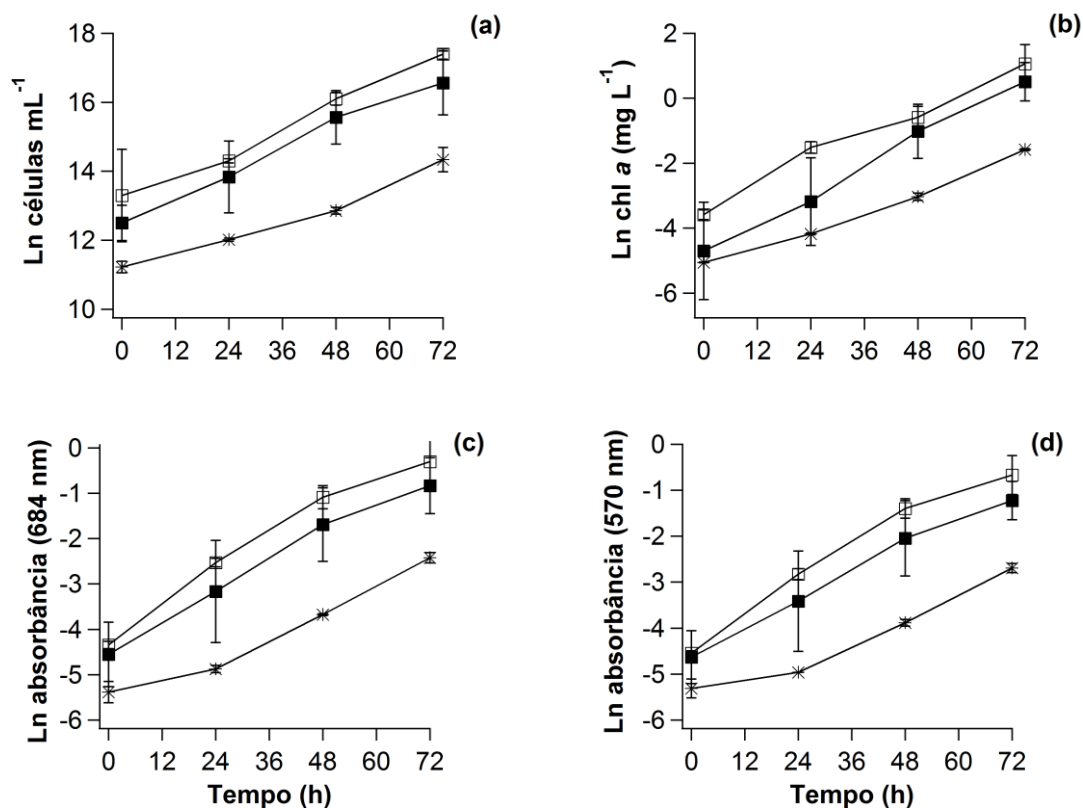 (a)
Ln células mL⁻¹
18
16
14
12
10
0 12 24 36 48 60 72
(b)
Ln chl a (mg L⁻¹)
2
0
-2
-4
-6
0 12 24 36 48 60 72
(c)
Ln absorbância (684 nm)
0
-1
-2
-3
-4
-5
-6
0 12 24 36 48 60 72
Tempo (h)
(d)
Ln absorbância (570 nm)
0
-1
-2
-3
-4
-5
-6
0 12 24 36 48 60 72
Tempo (h)